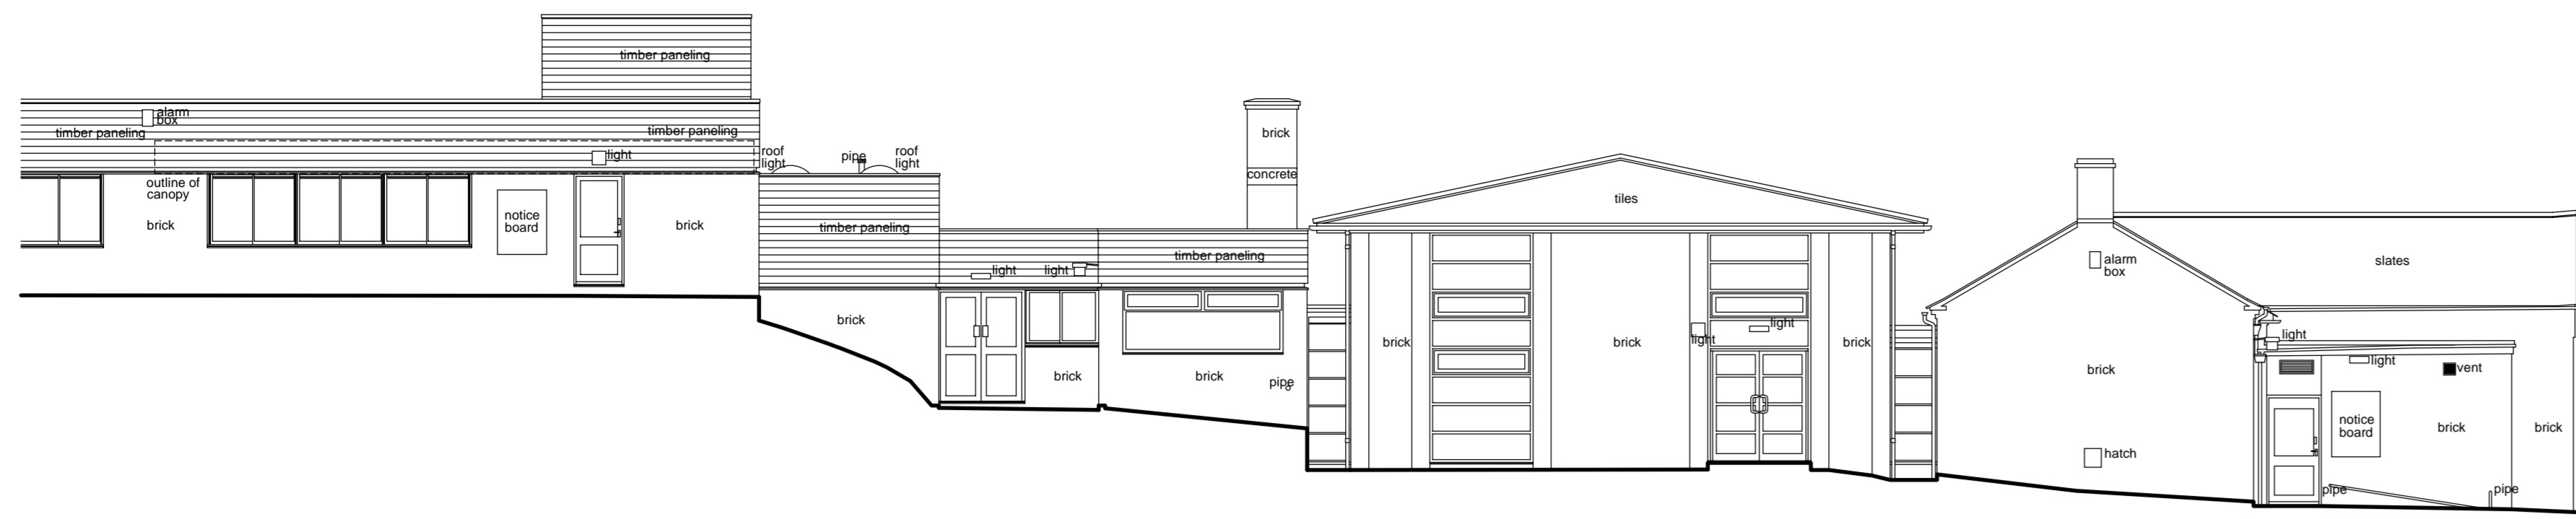 timber paneling
alarm
box
timber paneling
timber paneling
light
outline of
canopy
brick
notice
board
brick
roof
light
pipe
roof
light
timber paneling
brick
light
light
brick
timber paneling
brick
pipe
brick
concrete
tiles
brick
brick
light
light
brick
alarm
box
brick
hatch
slates
light
light
vent
notice
board
brick
brick
pipe
pipe